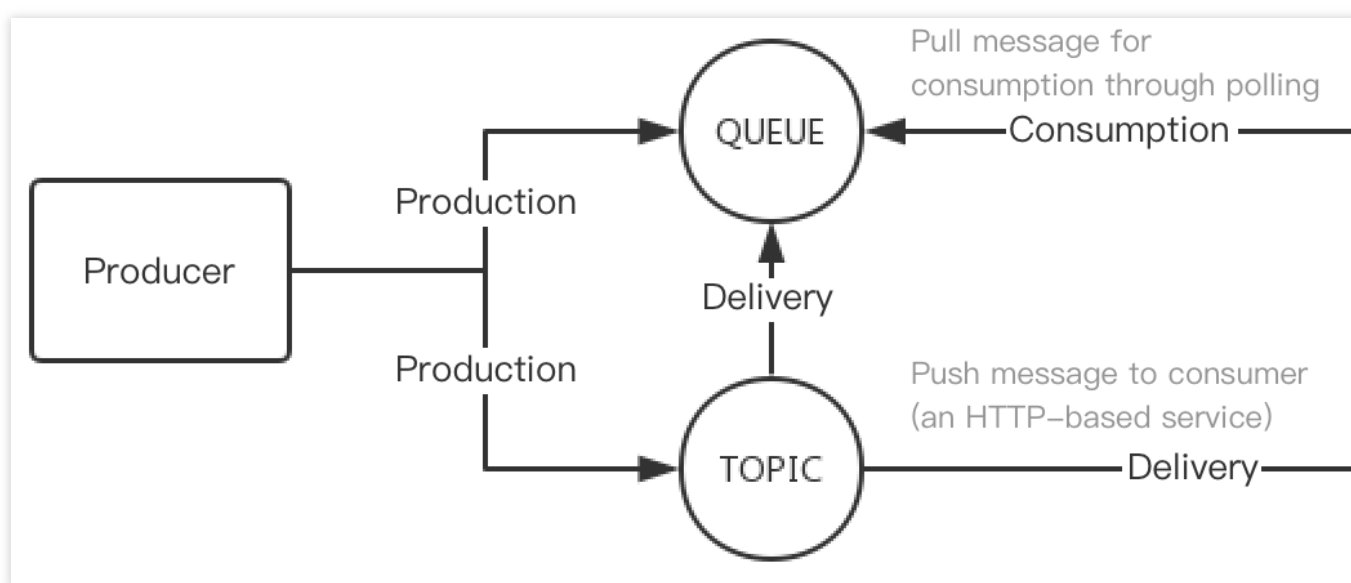 Pull message for
consumption through polling
QUEUE
Consumption
Production
Producer
Delivery
Production
Push message to consumer
(an HTTP-based service)
TOPIC
Delivery